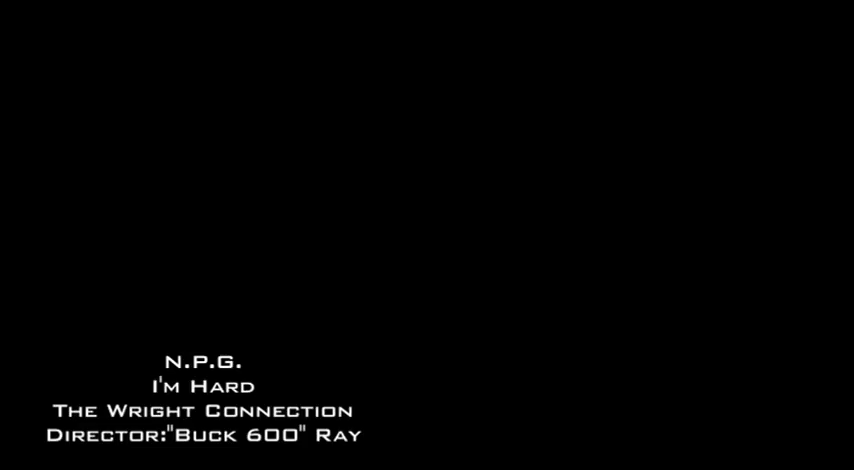 N.P.G.
I'm Hard
The Wright Connection
Director:"Buck 600" Ray